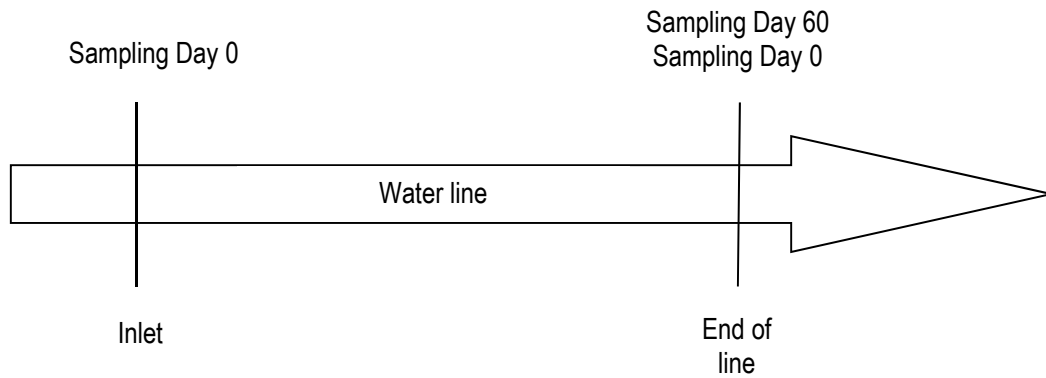 Sampling Day 0
Sampling Day 60
Sampling Day 0
Water line
Inlet
End of
line